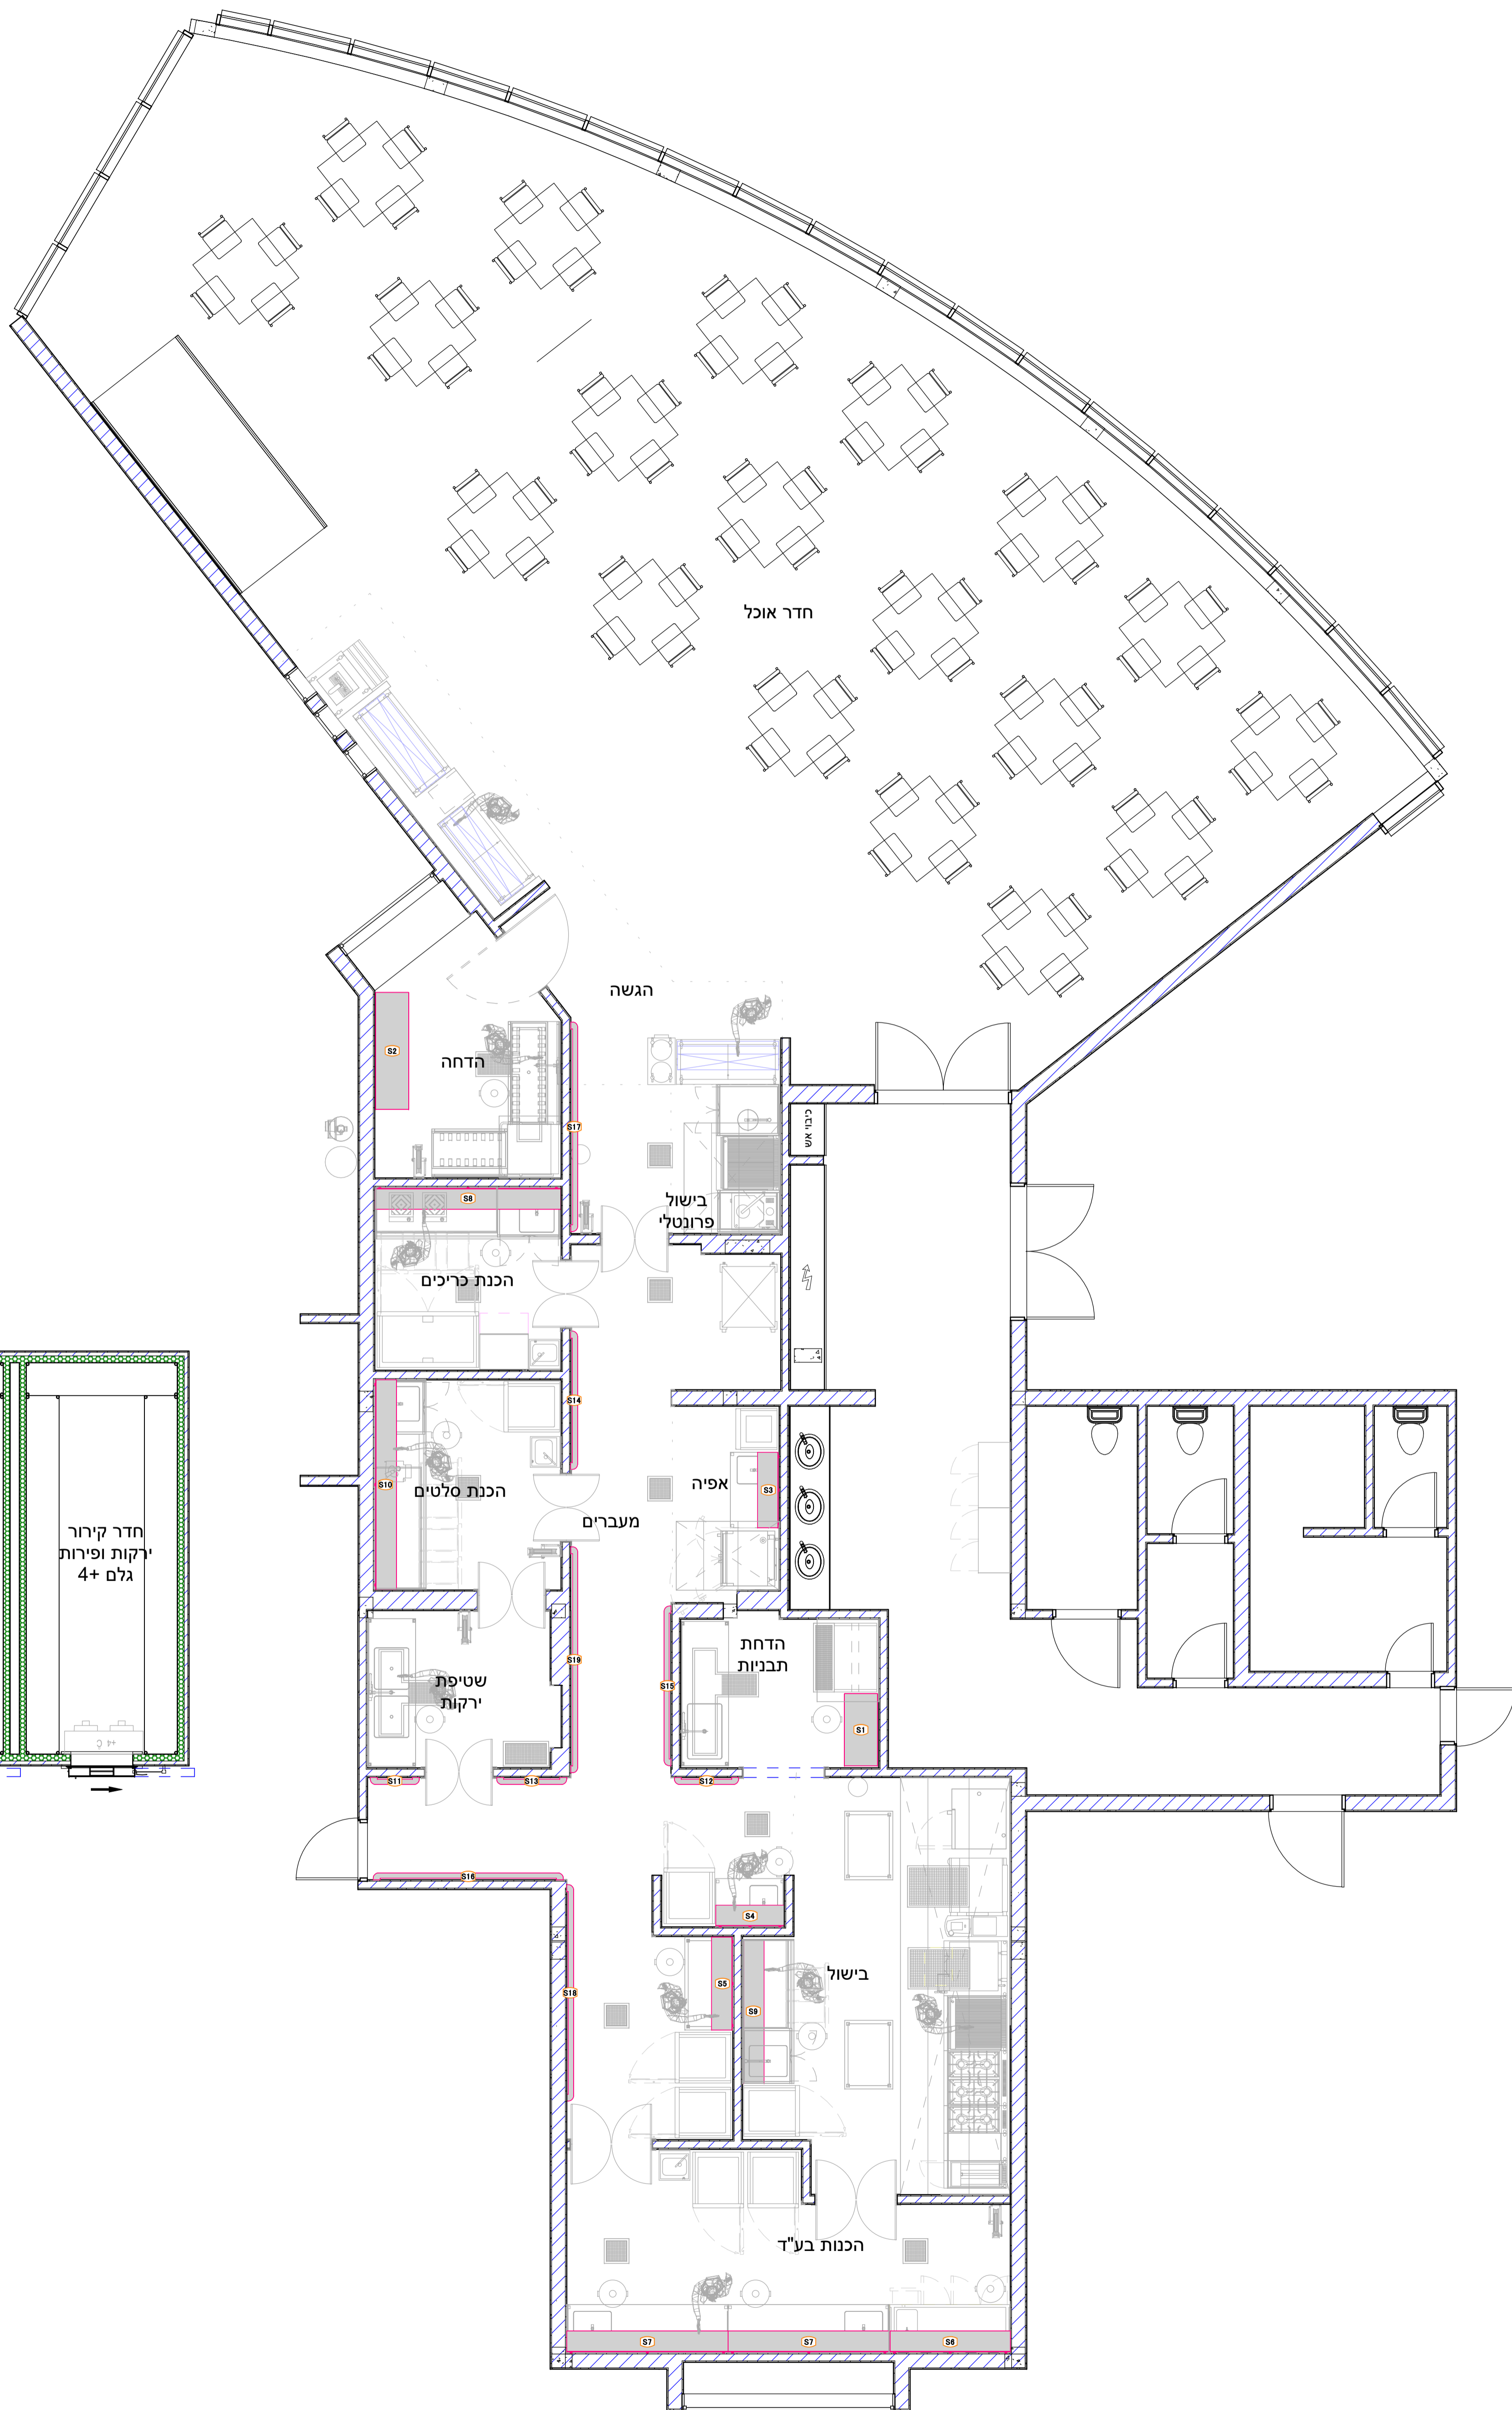 חדר אוכל
הגשה
S2
הדחה
S17
כיבוי אש
S8
בישול
פרונטלי
הכנת כריכים
S14
S10
הכנת סלטים
אפיה
S3
מעברים
חדר קירור
ירקות ופירות
גלם +4
הדחת
תבניות
S19
שטיפת
ירקות
S15
S1
+4 C
S11
S13
S12
S16
S4
בישול
S18
S5
S9
הכנות בע"ד
S7
S7
S6